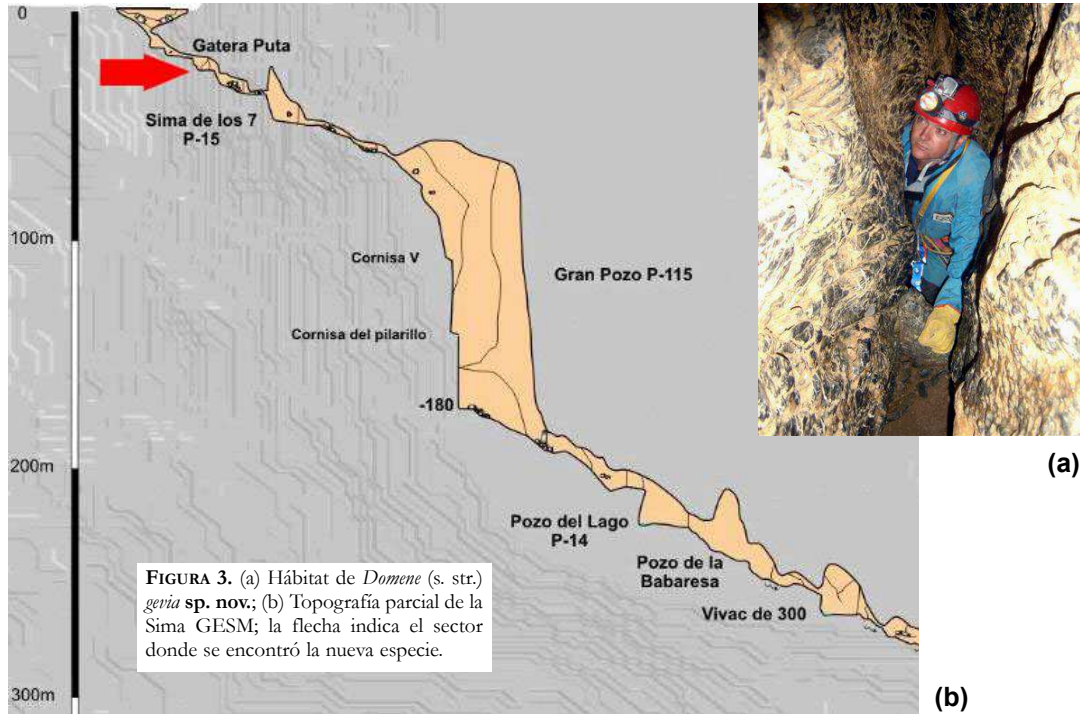 0
Gatera Puta
Sima de los 7
P-15
100m
Cornisa V
Gran Pozo P-115
Cornisa del pilarillo
-180
(a)
200m
Pozo del Lago
P-14
Pozo de la
Babaresa
Vivac de 300
FIGURA 3. (a) Hábitat de Domene (s. str.)
gevia sp. nov.; (b) Topografía parcial de la
Sima GESM; la flecha indica el sector
donde se encontró la nueva especie.
300m
(b)